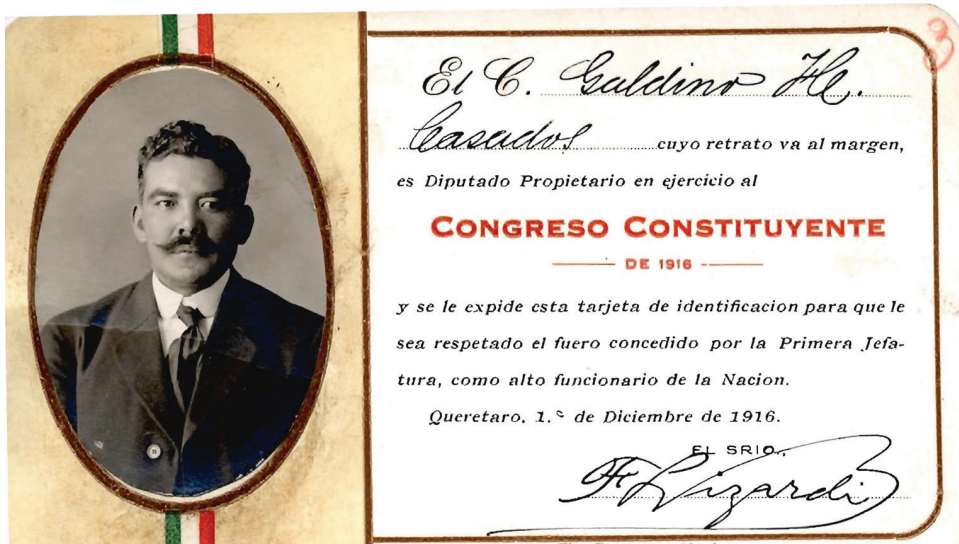 3
El C. Galdino H.
Casados cuyo retrato va al margen,
es Diputado Propietario en ejercicio al
CONGRESO CONSTITUYENTE
DE 1916
y se le expide esta tarjeta de identificacion para que le
sea respetado el fuero concedido por la Primera Jefa-
tura, como alto funcionario de la Nacion.
Queretaro, 1.º de Diciembre de 1916.
EL SRIO.,
F Lizardi